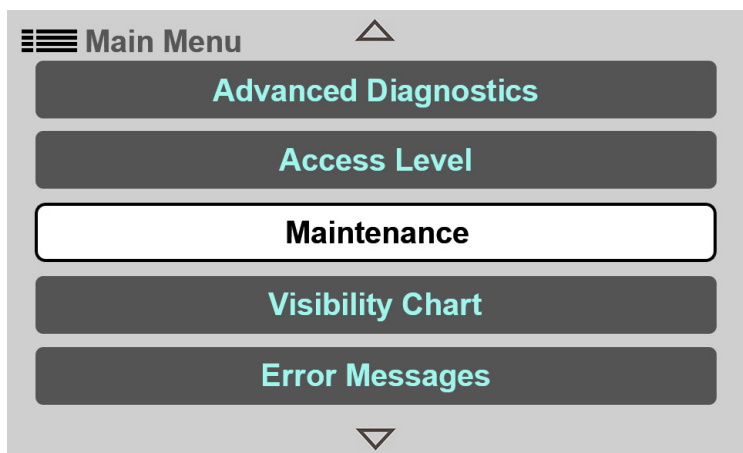 Main Menu
Advanced Diagnostics
Access Level
Maintenance
Visibility Chart
Error Messages